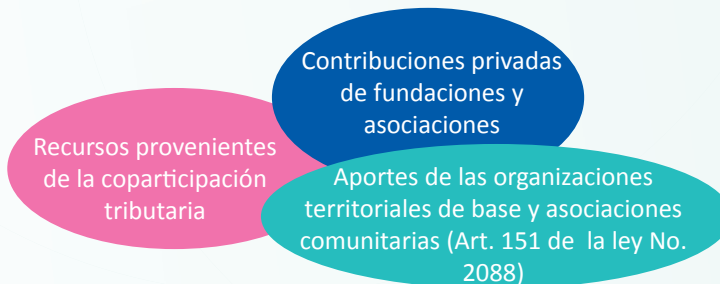 Contribuciones privadas
de fundaciones y
asociaciones
Recursos provenientes
de la coparticipación
tributaria
Aportes de las organizaciones
territoriales de base y asociaciones
comunitarias (Art. 151 de la ley No.
2088)